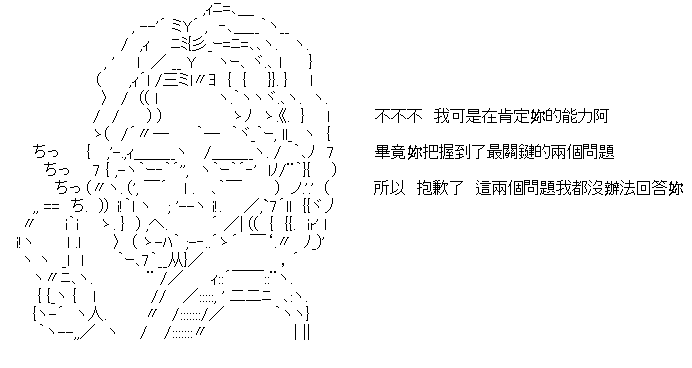 不不不 我可是在肯定妳的能力阿
畢竟妳把握到了最關鍵的兩個問題
ちっ
ちっ
ちっ
所以 抱歉了 這兩個問題我都沒辦法回答妳